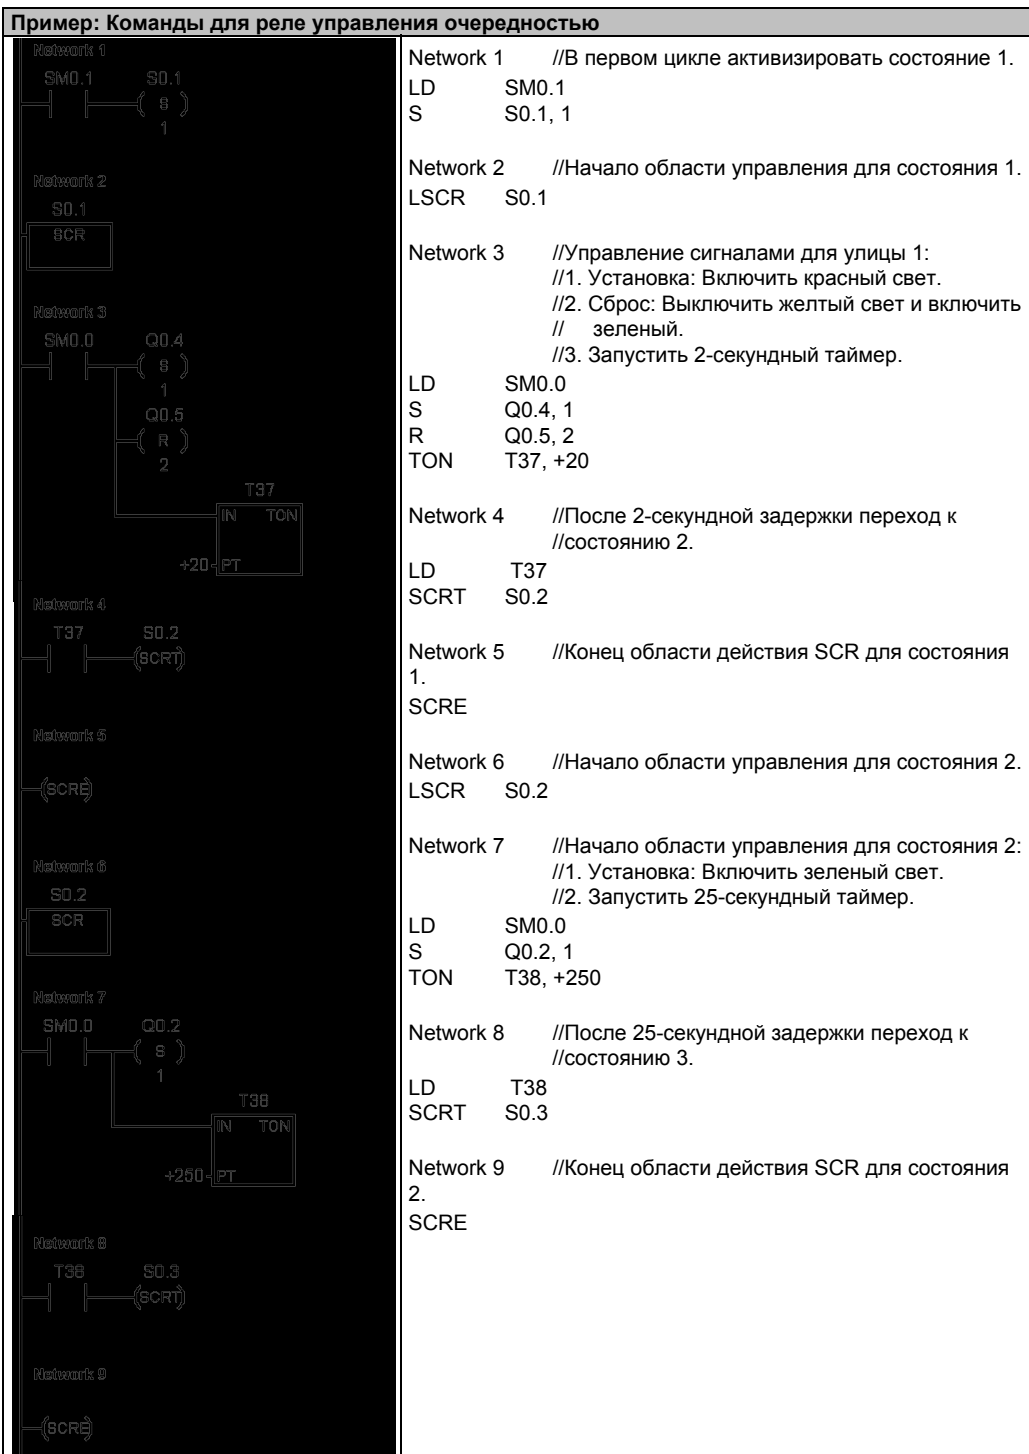 Пример: Команды для реле управления очередностью
Network 1
SM0.1 S0.1
S
1
Network 2
S0.1
SCR
Network 3
SM0.0 Q0.4
S
1
Q0.5
R
2
T37
IN TON
+20 PT
Network 4
T37 S0.2
(SCRT)
Network 5
(SCRE)
Network 6
S0.2
SCR
Network 7
SM0.0 Q0.2
S
1
T38
IN TON
+250 PT
Network 8
T38 S0.3
(SCRT)
Network 9
(SCRE)
Network 1 //В первом цикле активизировать состояние 1.
LD SM0.1
S S0.1, 1
Network 2 //Начало области управления для состояния 1.
LSCR S0.1
Network 3 //Управление сигналами для улицы 1:
//1. Установка: Включить красный свет.
//2. Сброс: Выключить желтый свет и включить
// зеленый.
//3. Запустить 2-секундный таймер.
LD SM0.0
S Q0.4, 1
R Q0.5, 2
TON T37, +20
Network 4 //После 2-секундной задержки переход к
//состоянию 2.
LD T37
SCRT S0.2
Network 5 //Конец области действия SCR для состояния
1.
SCRE
Network 6 //Начало области управления для состояния 2.
LSCR S0.2
Network 7 //Начало области управления для состояния 2:
//1. Установка: Включить зеленый свет.
//2. Запустить 25-секундный таймер.
LD SM0.0
S Q0.2, 1
TON T38, +250
Network 8 //После 25-секундной задержки переход к
//состоянию 3.
LD T38
SCRT S0.3
Network 9 //Конец области действия SCR для состояния
2.
SCRE